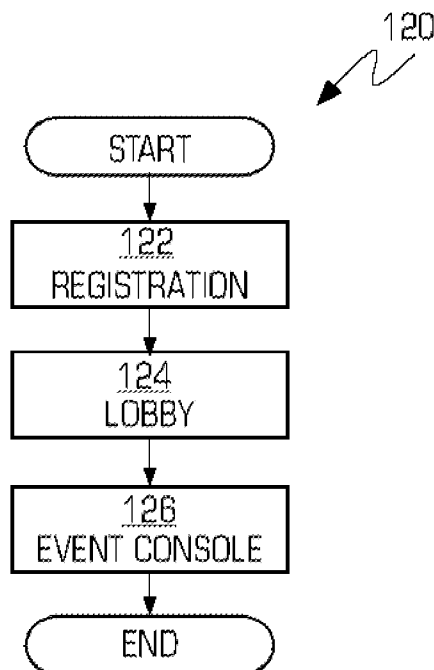 120
START
122
REGISTRATION
124
LOBBY
126
EVENT CONSOLE
END